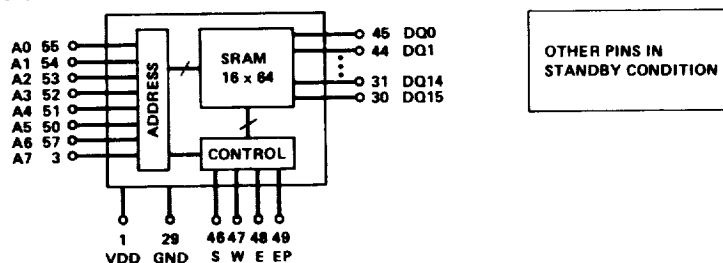 A0 55
A1 54
A2 53
A3 52
A4 51
A5 50
A6 57
A7 3
ADDRESS
SRAM
16 x 64
CONTROL
45 DQ0
44 DQ1
31 DQ14
30 DQ15
1 29 46 47 48 49
VDD GND S W E EP
OTHER PINS IN
STANDBY CONDITION